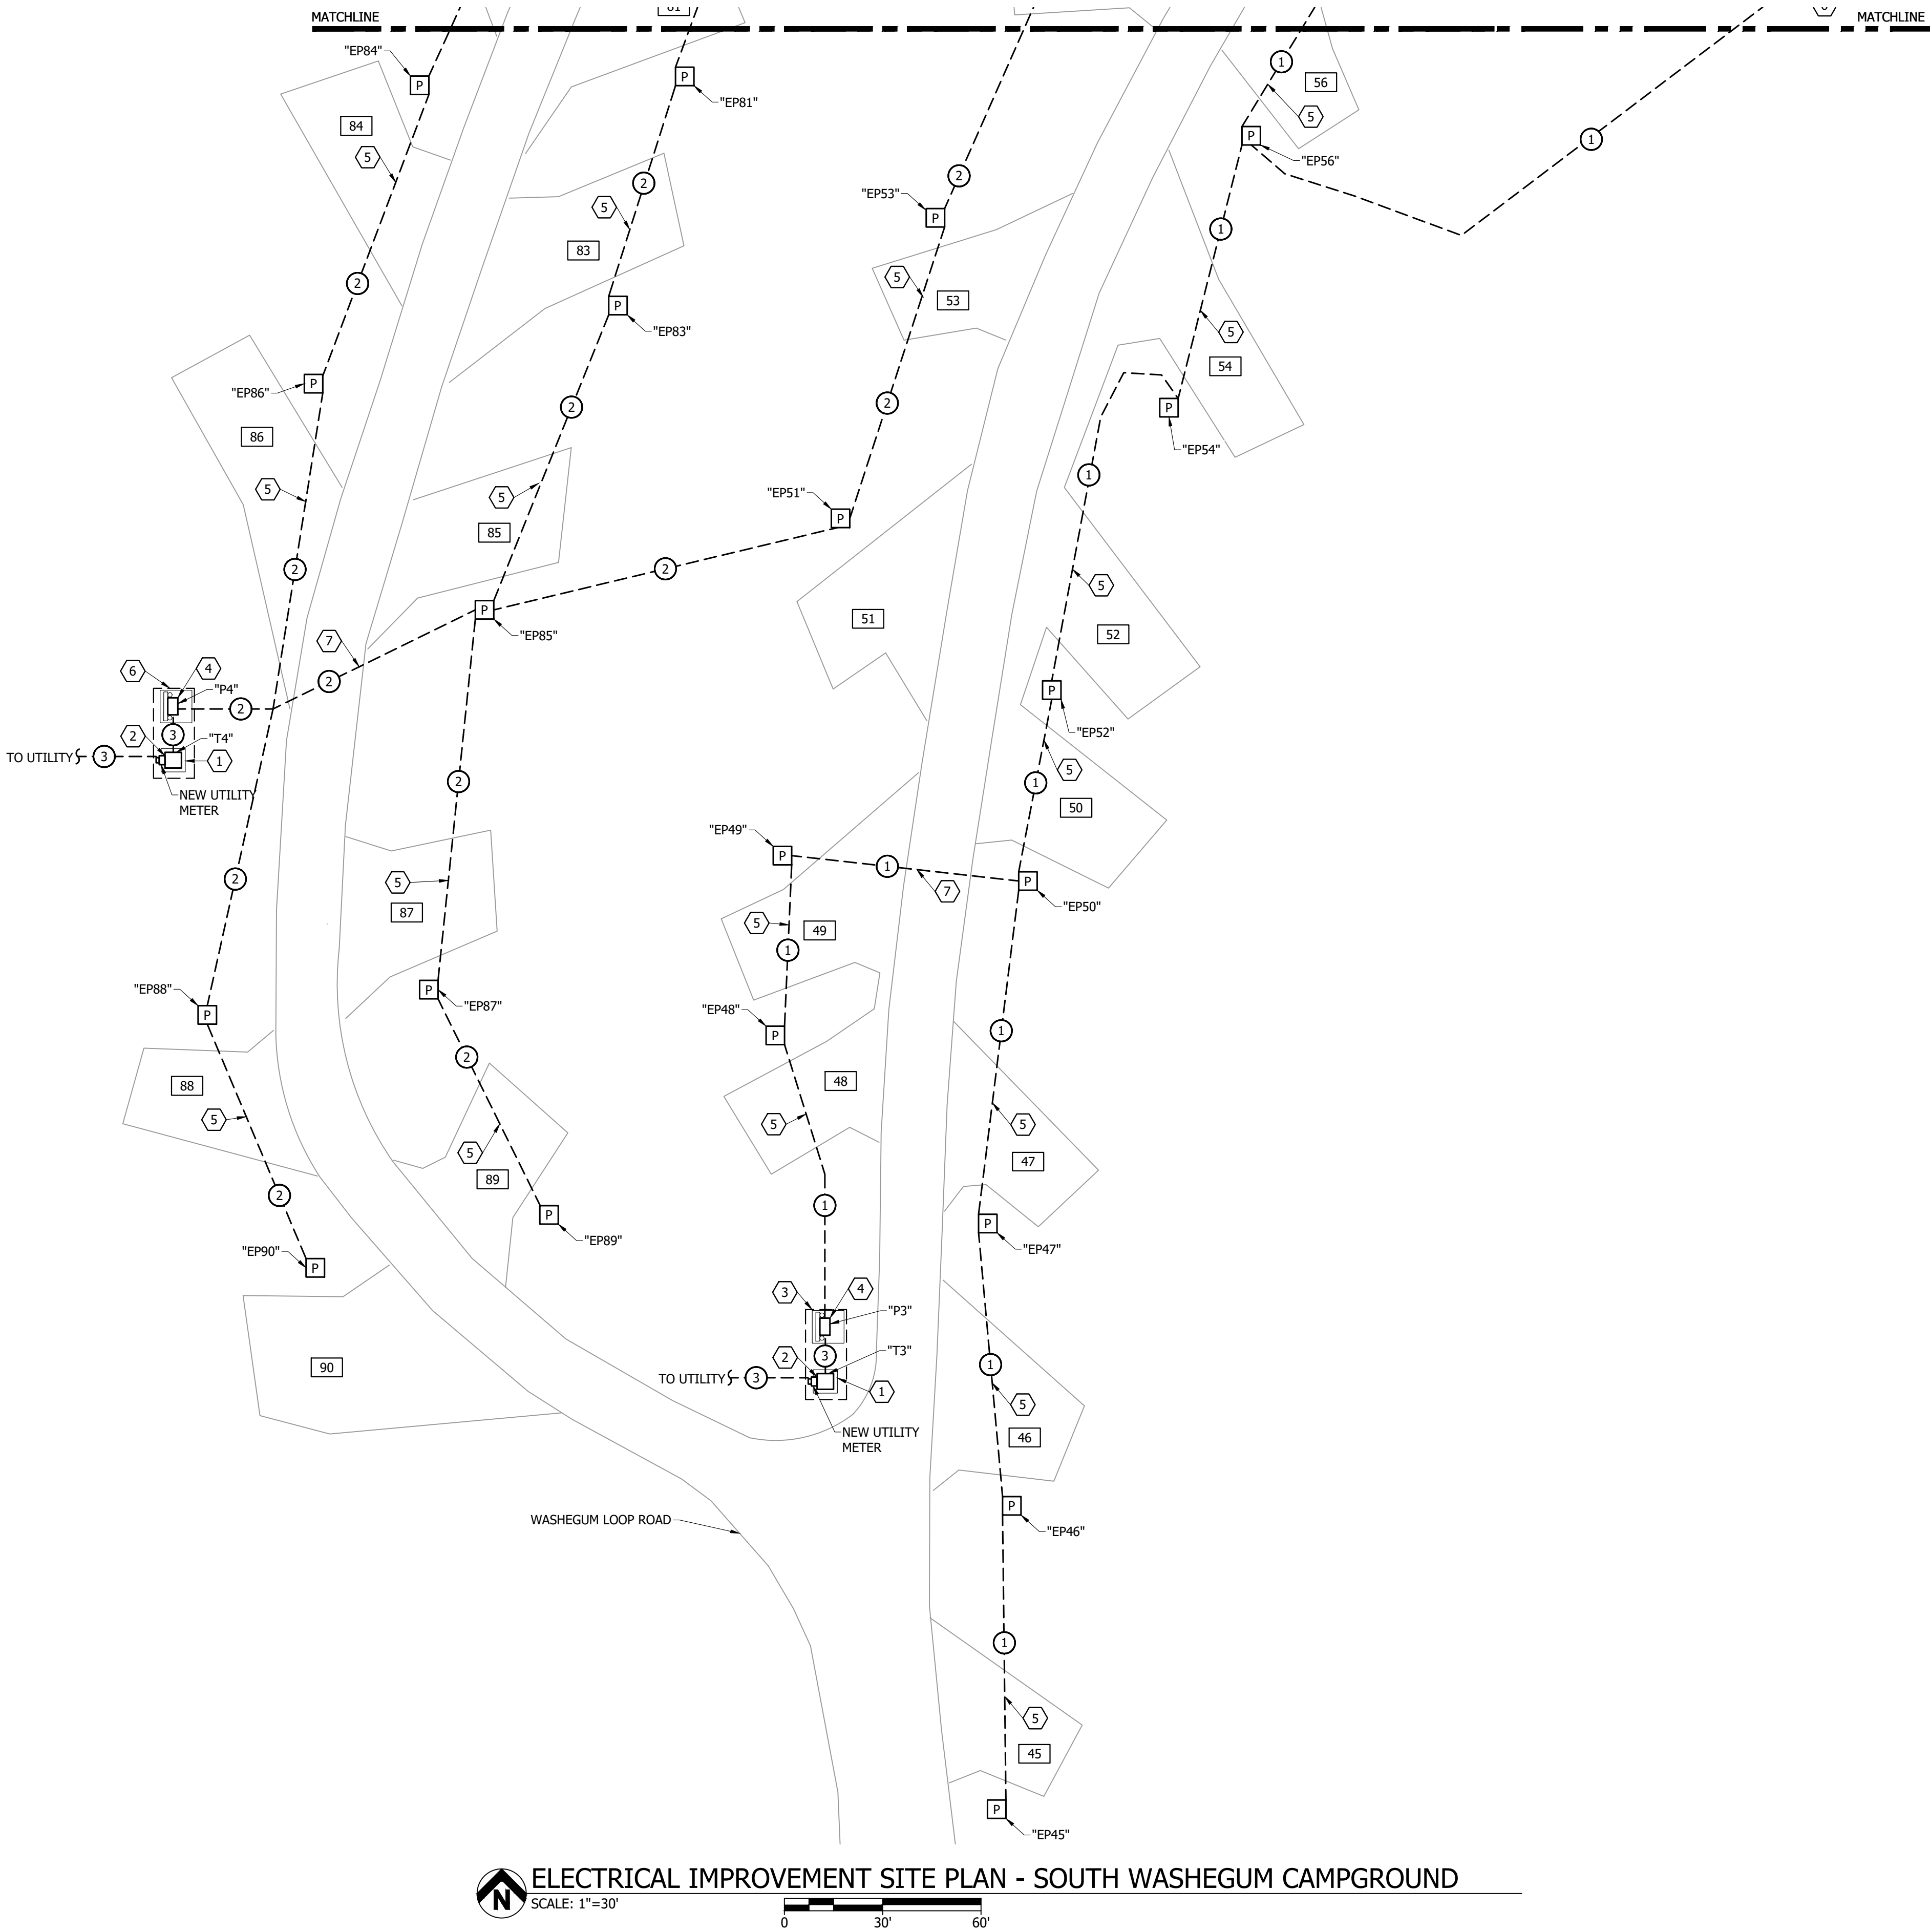 MATCHLINE
MATCHLINE
"EP84"
P
P
"EP81"
1
56
5
P
"EP56"
1
84
5
2
5
83
2
"EP53"
P
2
5
53
1
5
54
P
"EP83"
2
"EP86"
P
86
2
2
P
"EP54"
1
5
85
"EP51"
P
5
2
2
5
52
51
P
"EP85"
7
2
6
4
"P4"
2
3
2
"T4"
1
TO UTILITY
3
NEW UTILITY
METER
P
"EP52"
5
1
50
2
"EP49"
P
1
7
P
"EP50"
2
5
87
5
49
1
"EP88"
P
P
"EP87"
"EP48"
P
1
2
88
5
48
5
5
47
5
89
2
1
P
"EP89"
P
"EP47"
"EP90"
P
3
4
"P3"
3
2
"T3"
1
TO UTILITY
3
NEW UTILITY
METER
1
5
46
90
P
"EP46"
WASHEGUM LOOP ROAD
1
5
45
P
"EP45"
N
ELECTRICAL IMPROVEMENT SITE PLAN - SOUTH WASHEGUM CAMPGROUND
SCALE: 1"=30'
0 30' 60'